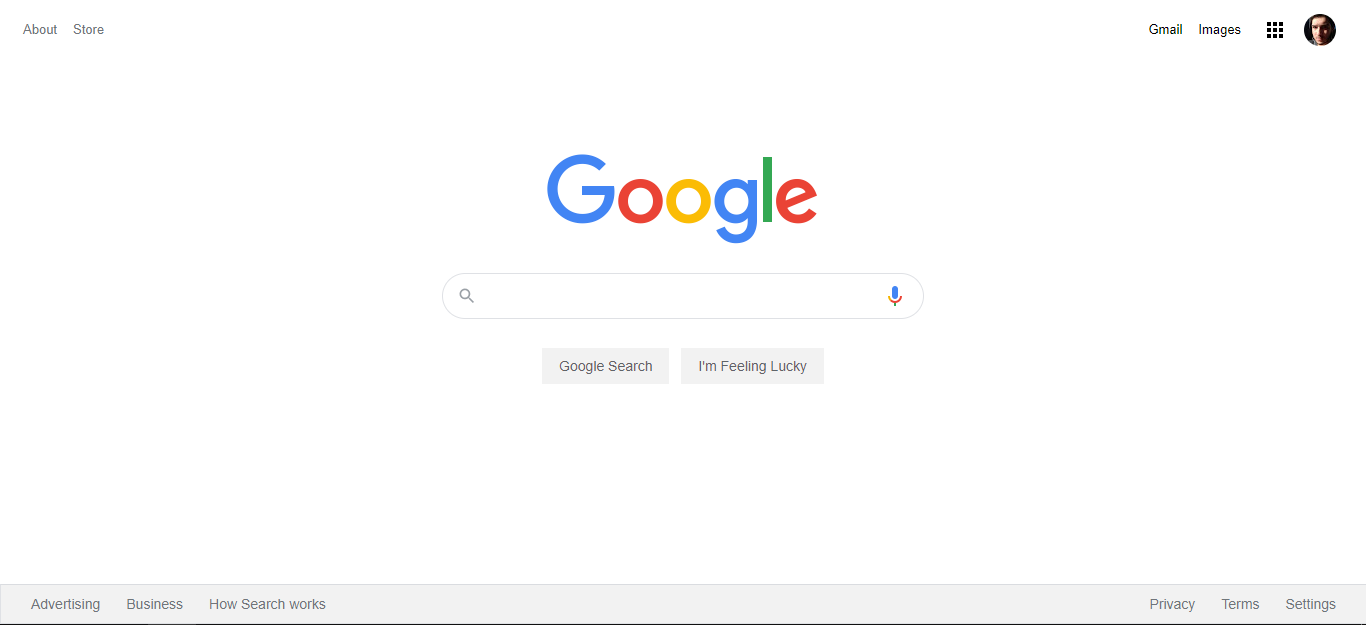 About Store Gmail Images
Google
Google Search I'm Feeling Lucky
Advertising Business How Search works Privacy Terms Settings